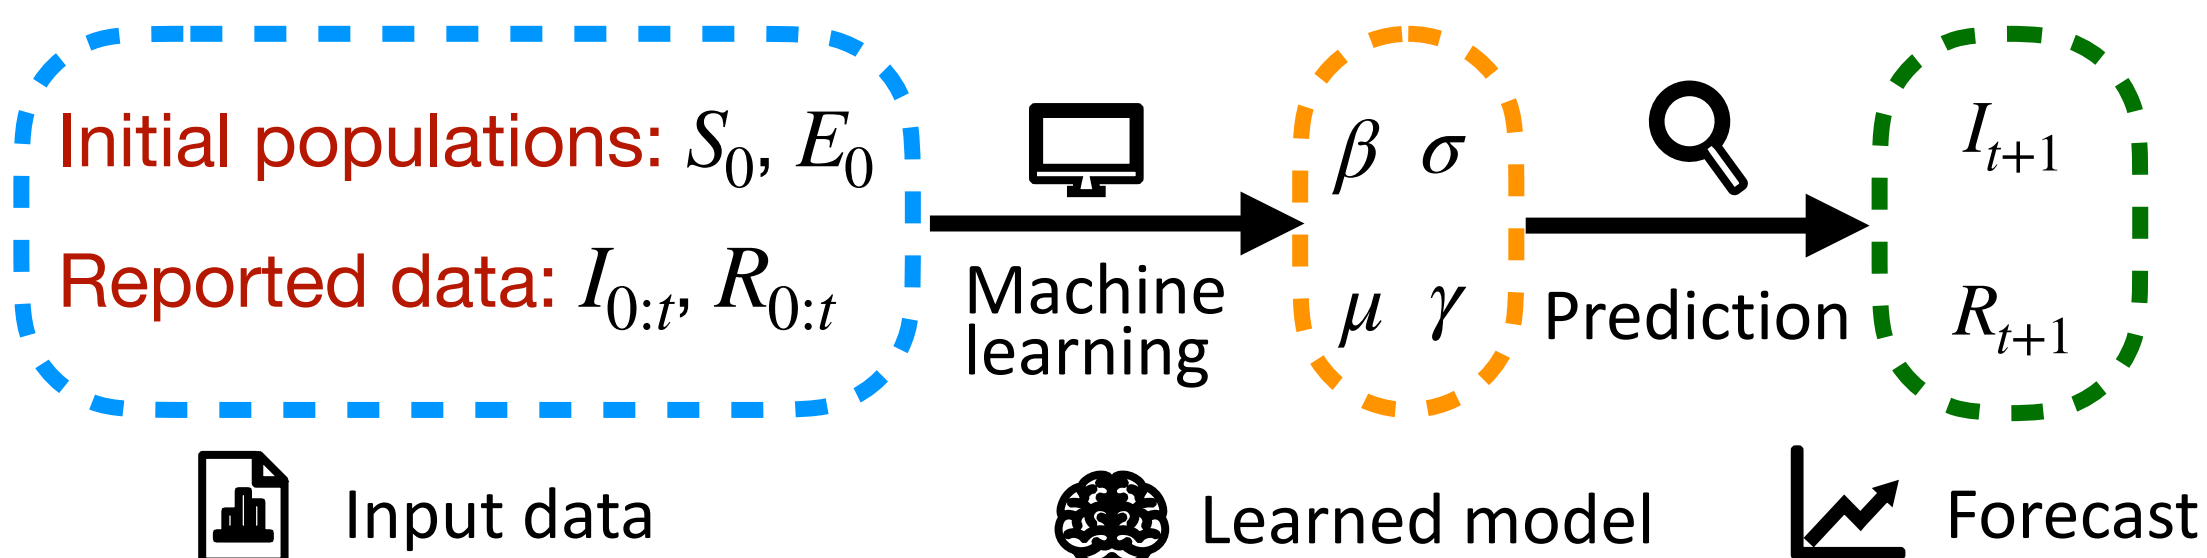 Initial populations: S₀, E₀
Reported data: I₀:ₜ, R₀:ₜ
Machine
learning
β σ
μ γ
Prediction
Iₜ₊₁
Rₜ₊₁
Input data
Learned model
Forecast